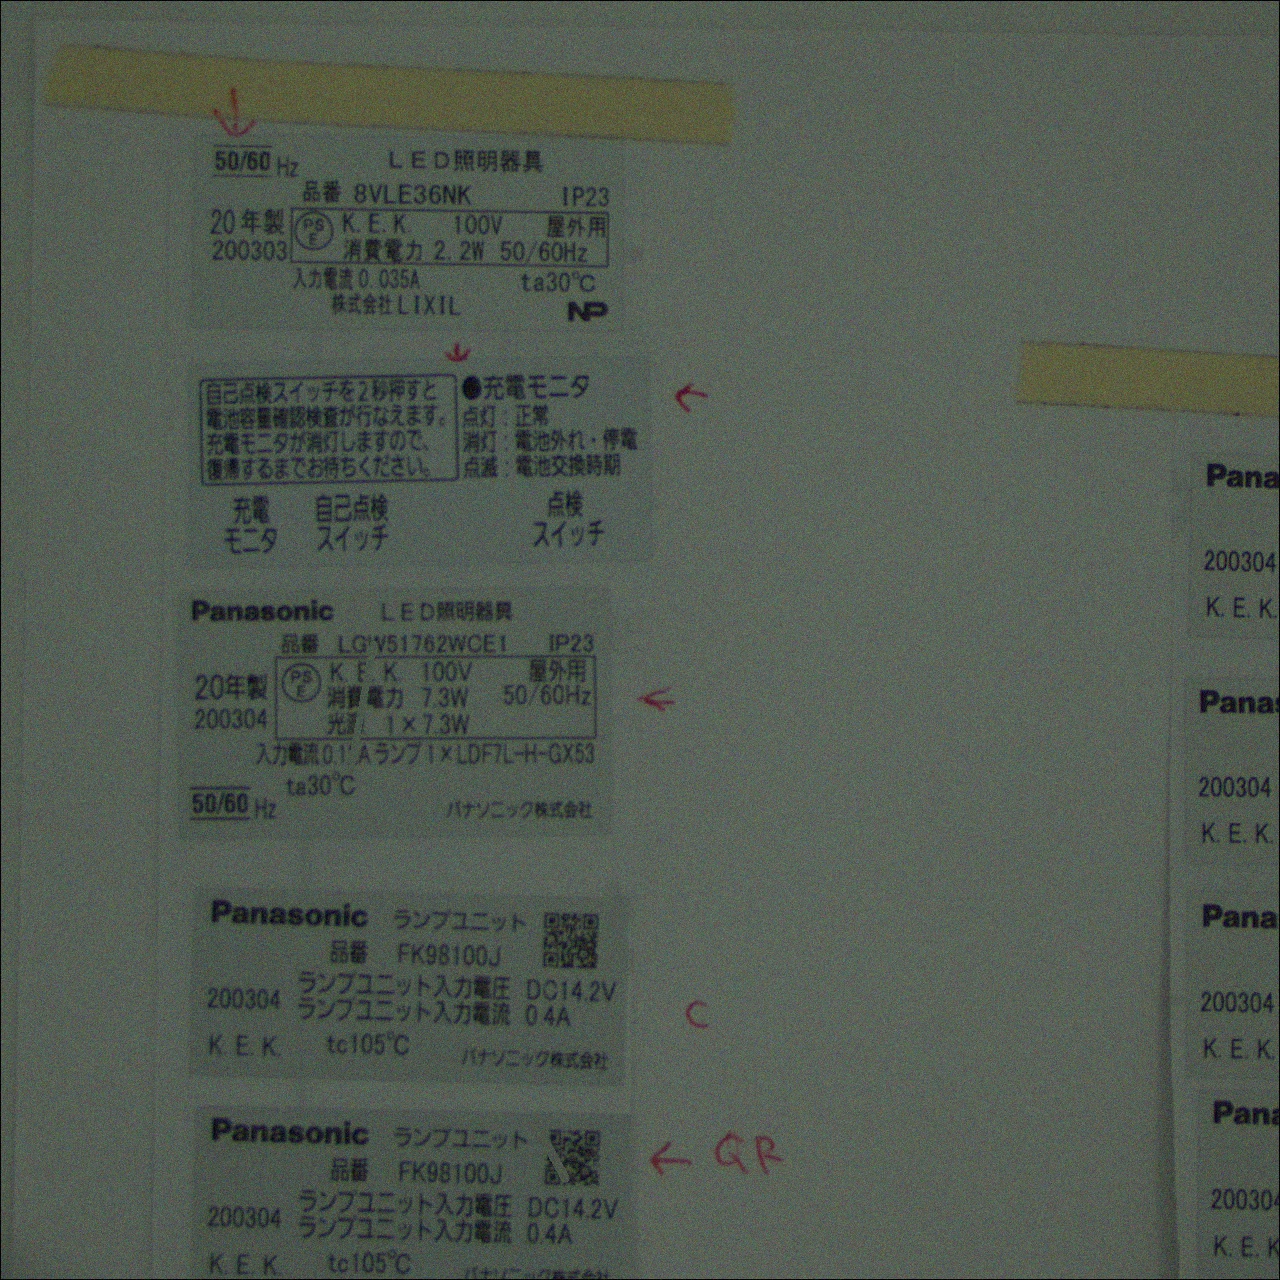 50/60 Hz LED照明器具
品番 8VLE36NK IP23
20年製 PS E K.E.K. 100V 屋外用
200303 消費電力 2.2W 50/60Hz
入力電流 0.035A ta30℃
株式会社LIXIL NP
自己点検スイッチを2秒押すと
電池容量確認検査が行なえます。
充電モニタが消灯しますので、
復帰するまでお待ちください。
●充電モニタ
点灯:正常
消灯:電池外れ・停電
点滅:電池交換時期
充電
モニタ
自己点検
スイッチ
点検
スイッチ
Panasonic LED照明器具
品番 IP23
20年製 PS E K.E.K 100V 屋外用
200304 消費電力 7.3W 50/60Hz
1×7.3W
入力電流 ランプ1×LDF7L-H-GX53
ta30℃
50/60 Hz パナソニック株式会社
Panasonic ランプユニット
品番 FK98100J
200304 ランプユニット入力電圧 DC14.2V
ランプユニット入力電流 0 4A
K.E.K. tc105℃ パナソニック株式会社
C
Panasonic ランプユニット
品番 FK98100J
← QR
200304 ランプユニット入力電圧 DC14.2V
ランプユニット入力電流 0.4A
K.E.K. tc105℃ パナソニック株式会社
Pana
200304
K.E.K.
Panas
200304
K.E.K.
Pana
200304
K.E.K.
Pana
200304
K.E.K